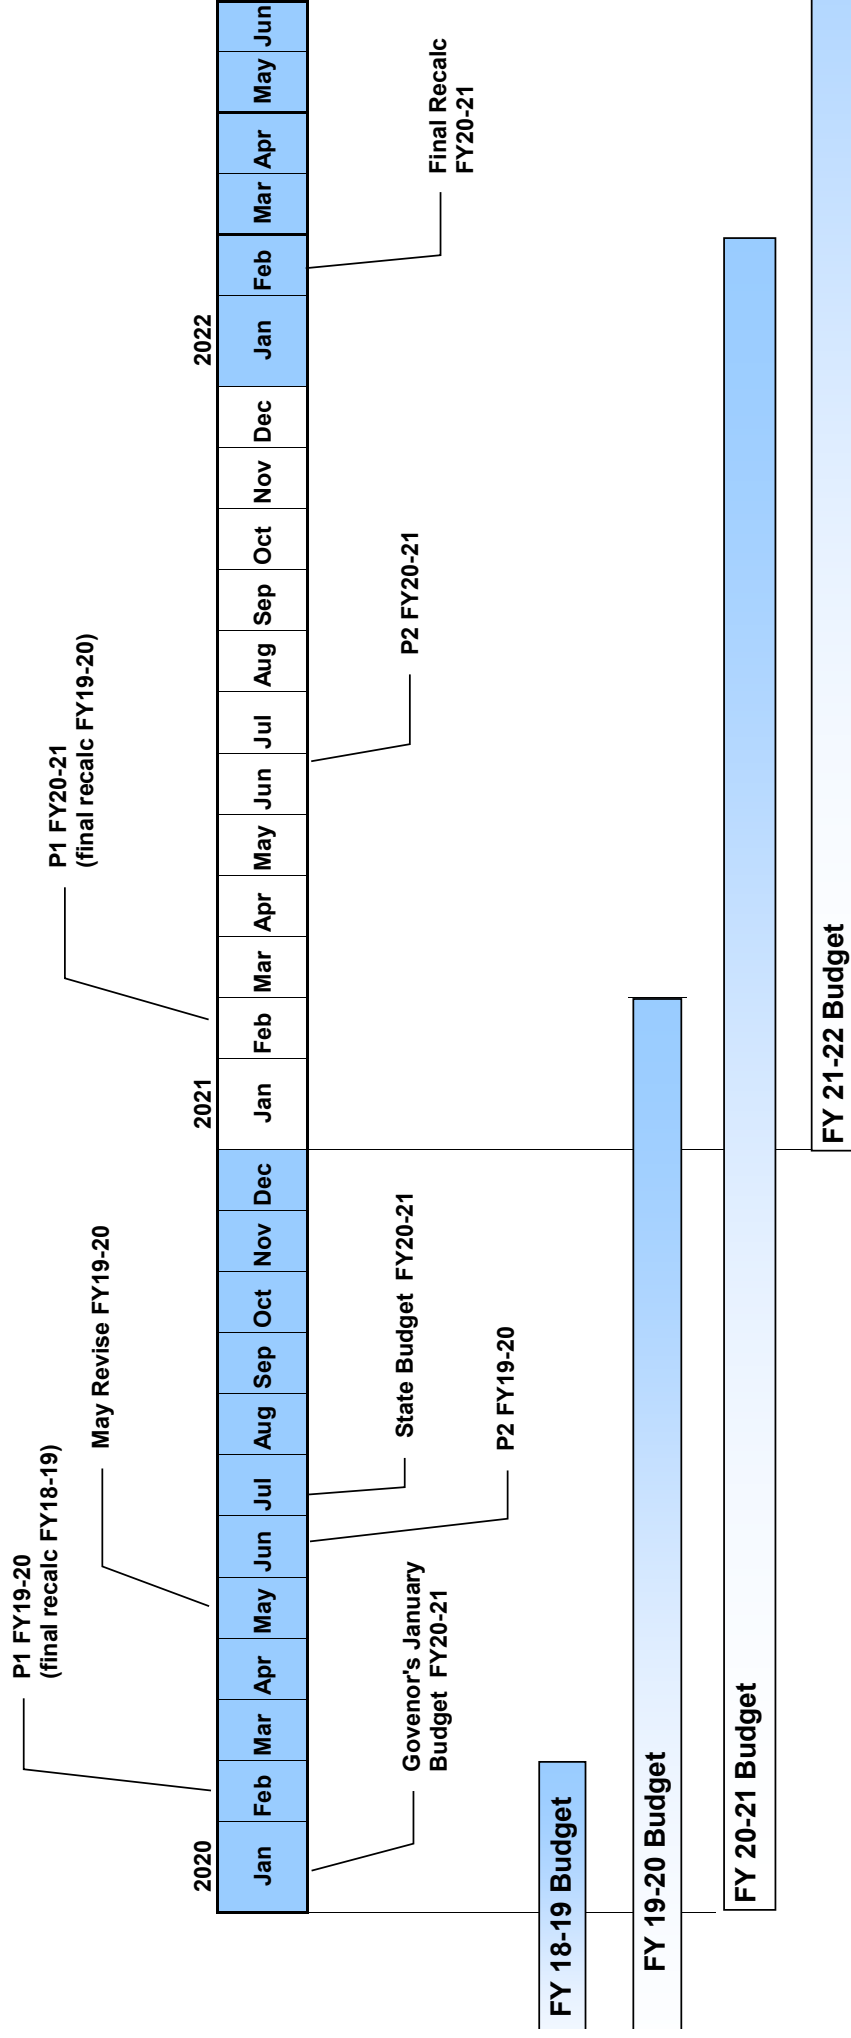 P1 FY19-20
(final recalc FY18-19)
May Revise FY19-20
P1 FY20-21
(final recalc FY19-20)
2020
2021
2022
Jan Feb Mar Apr May Jun Jul Aug Sep Oct Nov Dec Jan Feb Mar Apr May Jun Jul Aug Sep Oct Nov Dec Jan Feb Mar Apr May Jun
Govenor's January
Budget FY20-21
State Budget FY20-21
P2 FY19-20
P2 FY20-21
Final Recalc
FY20-21
FY 18-19 Budget
FY 19-20 Budget
FY 20-21 Budget
FY 21-22 Budget